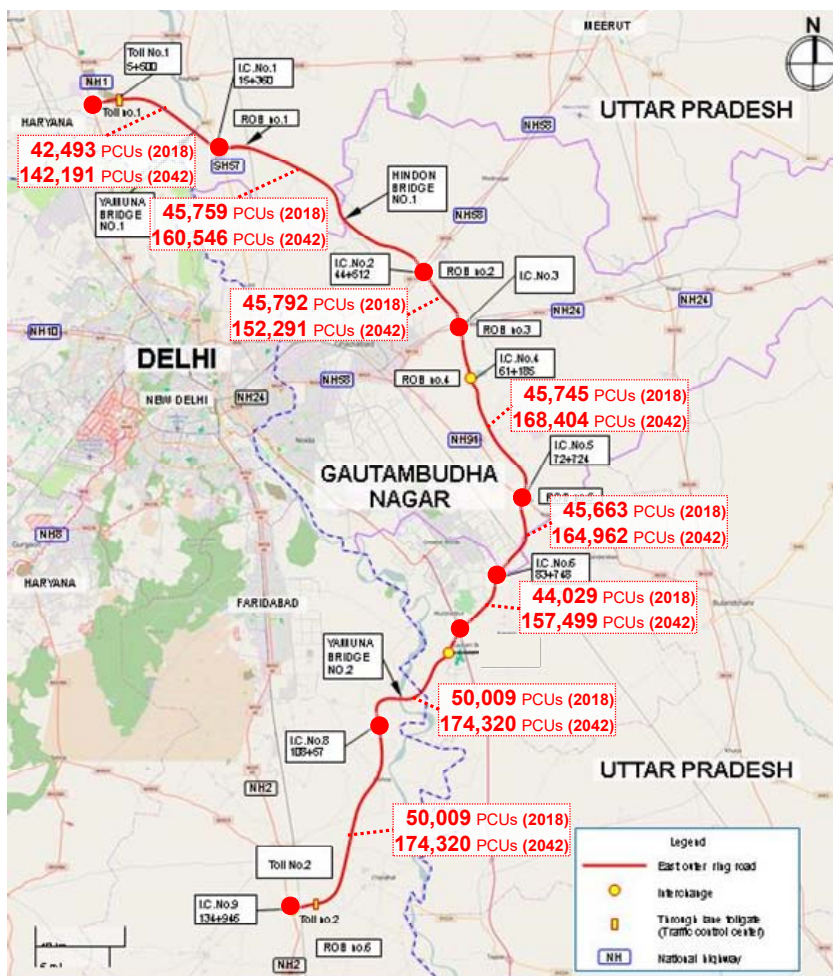 MEERUT
N
Toll No.1
5+500
I.C.No.1
15+360
NH1
UTTAR PRADESH
Toll no.1
ROB no.1
HARYANA
NH58
42,493 PCUs (2018)
142,191 PCUs (2042)
SH57
HINDON
BRIDGE
NO.1
YAMUNA
BRIDGE
NO.1
45,759 PCUs (2018)
160,546 PCUs (2042)
NH58
I.C.No.2
44+512
ROB no.2
I.C.No.3
45,792 PCUs (2018)
152,291 PCUs (2042)
NH24
NH24
ROB no.3
NH10
DELHI
I.C.No.4
61+185
ROB no.4
NH58
NEW DELHI
NH24
45,745 PCUs (2018)
168,404 PCUs (2042)
Noida
NH91
I.C.No.5
72+724
GAUTAMBUDHA
NAGAR
45,663 PCUs (2018)
164,962 PCUs (2042)
NH8
Gurgaon
I.C.No.6
83+748
HARYANA
44,029 PCUs (2018)
157,499 PCUs (2042)
FARIDABAD
YAMUNA
BRIDGE
NO.2
50,009 PCUs (2018)
174,320 PCUs (2042)
I.C.No.8
108+57
UTTAR PRADESH
NH2
50,009 PCUs (2018)
174,320 PCUs (2042)
Legend
East outer ring road
Toll No.2
Interchange
I.C.No.9
134+946
Toll no.2
Through lane tollgate
(Traffic control center)
ROB no.6
NH2
NH National highway